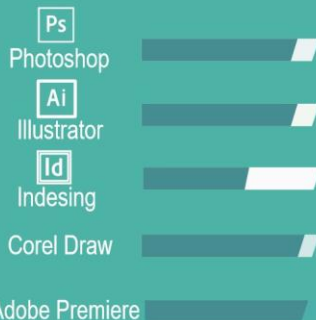 Ps
Photoshop
Ai
Illustrator
Id
Indesing
Corel Draw
Adobe Premiere